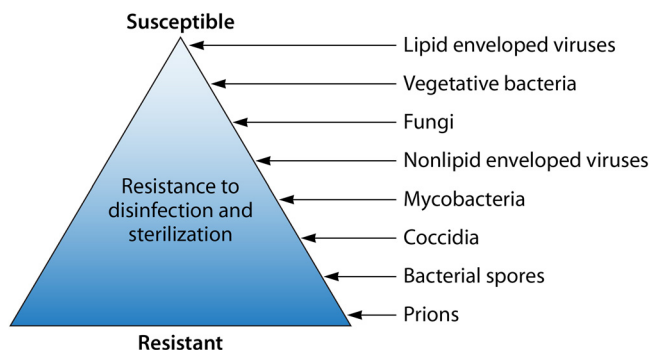 Susceptible
Lipid enveloped viruses
Vegetative bacteria
Fungi
Nonlipid enveloped viruses
Mycobacteria
Coccidia
Bacterial spores
Prions
Resistance to
disinfection and
sterilization
Resistant